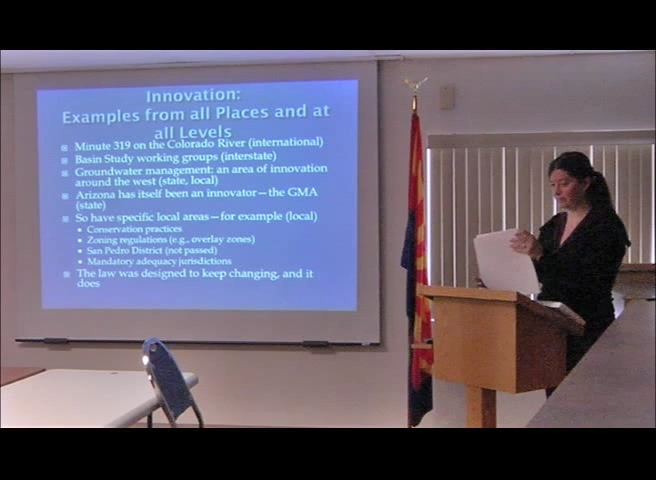 Innovation:
Examples from all Places and at
all Levels
Minute 319 on the Colorado River (international)
Basin Study working groups (interstate)
Groundwater management: an area of innovation
around the west (state, local)
Arizona has itself been an innovator—the GMA
(state)
So have specific local areas—for example (local)
Conservation practices
Zoning regulations (e.g., overlay zones)
San Pedro District (not passed)
Mandatory adequacy jurisdictions
The law was designed to keep changing, and it
does